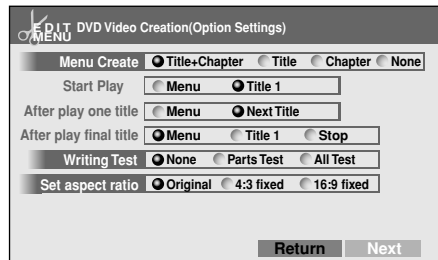 EDIT MENU DVD Video Creation(Option Settings)
Menu Create Title+Chapter Title Chapter None
Start Play Menu Title 1
After play one title Menu Next Title
After play final title Menu Title 1 Stop
Writing Test None Parts Test All Test
Set aspect ratio Original 4:3 fixed 16:9 fixed
Return Next